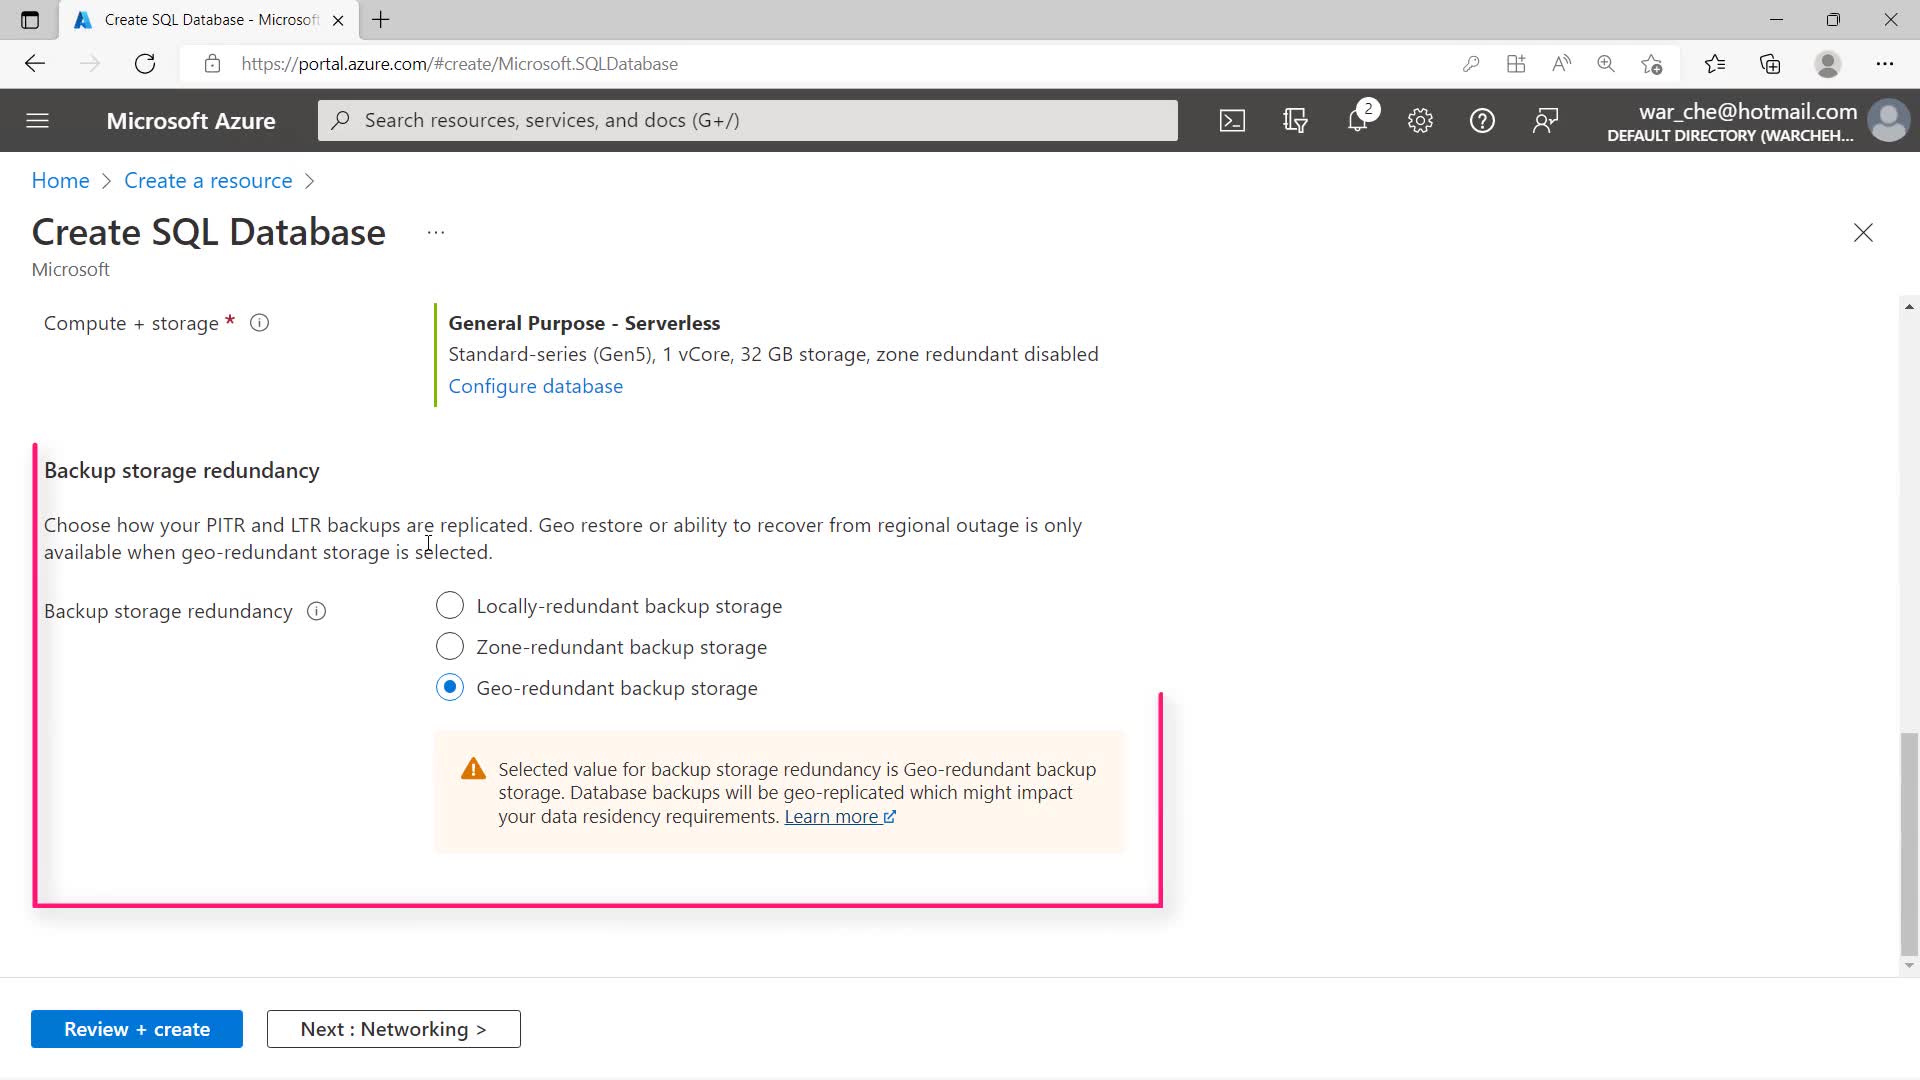 Create SQL Database - Microsoft
https://portal.azure.com/#create/Microsoft.SQLDatabase
Microsoft Azure
Search resources, services, and docs (G+/)
2
war_che@hotmail.com
DEFAULT DIRECTORY (WARCHEH...
Home > Create a resource >
Create SQL Database ...
Microsoft
Compute + storage *
General Purpose - Serverless
Standard-series (Gen5), 1 vCore, 32 GB storage, zone redundant disabled
Configure database
Backup storage redundancy
Choose how your PITR and LTR backups are replicated. Geo restore or ability to recover from regional outage is only
available when geo-redundant storage is selected.
Backup storage redundancy
Locally-redundant backup storage
Zone-redundant backup storage
Geo-redundant backup storage
Selected value for backup storage redundancy is Geo-redundant backup
storage. Database backups will be geo-replicated which might impact
your data residency requirements. Learn more
Review + create
Next : Networking >